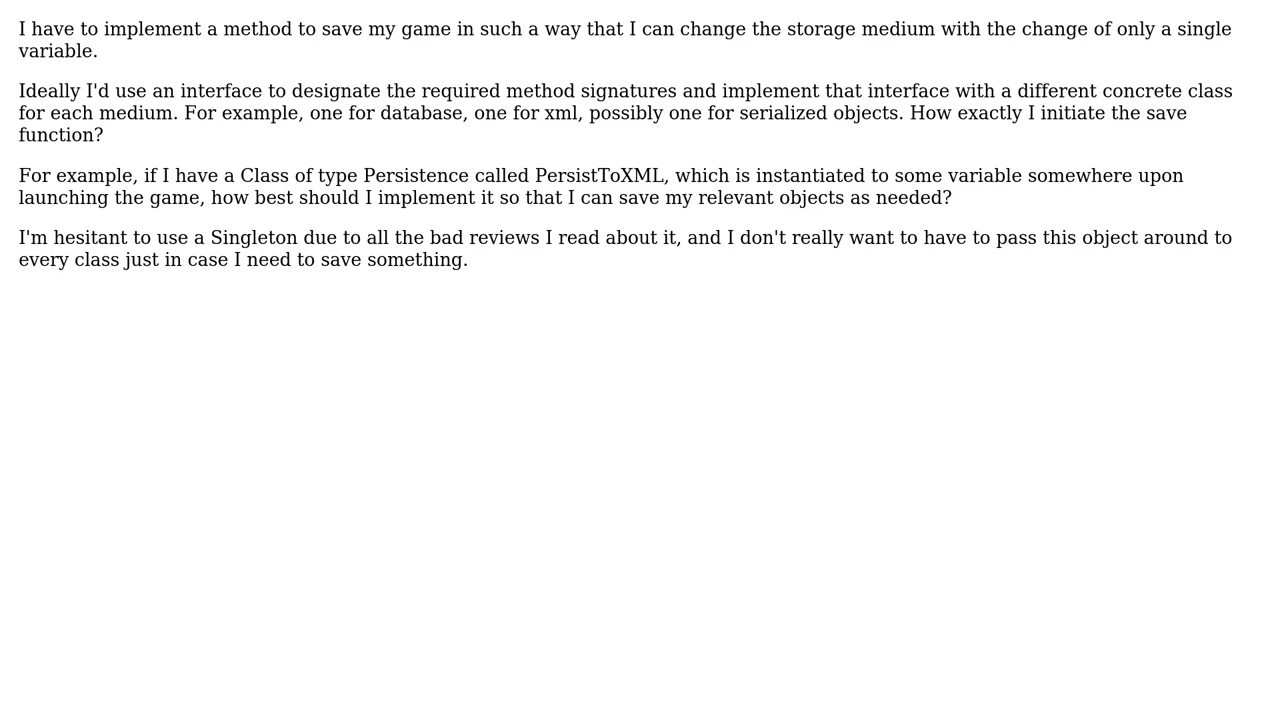 I have to implement a method to save my game in such a way that I can change the storage medium with the change of only a single
variable.
Ideally I'd use an interface to designate the required method signatures and implement that interface with a different concrete class
for each medium. For example, one for database, one for xml, possibly one for serialized objects. How exactly I initiate the save
function?
For example, if I have a Class of type Persistence called PersistToXML, which is instantiated to some variable somewhere upon
launching the game, how best should I implement it so that I can save my relevant objects as needed?
I'm hesitant to use a Singleton due to all the bad reviews I read about it, and I don't really want to have to pass this object around to
every class just in case I need to save something.